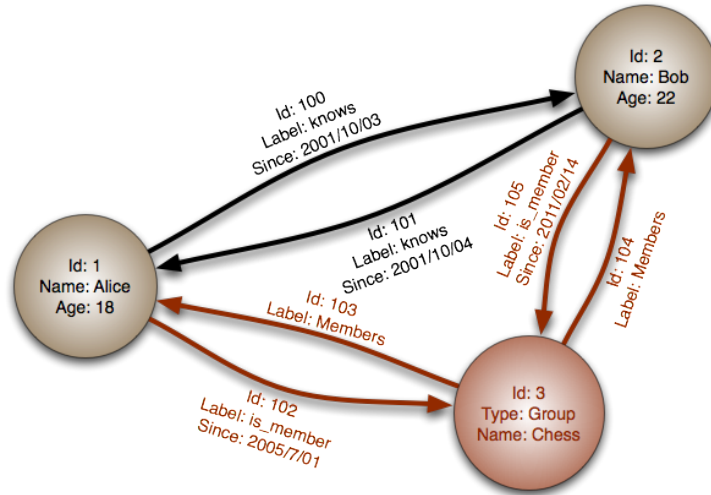 Id: 2
Name: Bob
Age: 22
Id: 100
Label: knows
Since: 2001/10/03
Id: 101
Label: knows
Since: 2001/10/04
Id: 105
Label: is_member
Since: 2011/02/14
Id: 104
Label: Members
Id: 1
Name: Alice
Age: 18
Id: 103
Label: Members
Id: 102
Label: is_member
Since: 2005/7/01
Id: 3
Type: Group
Name: Chess